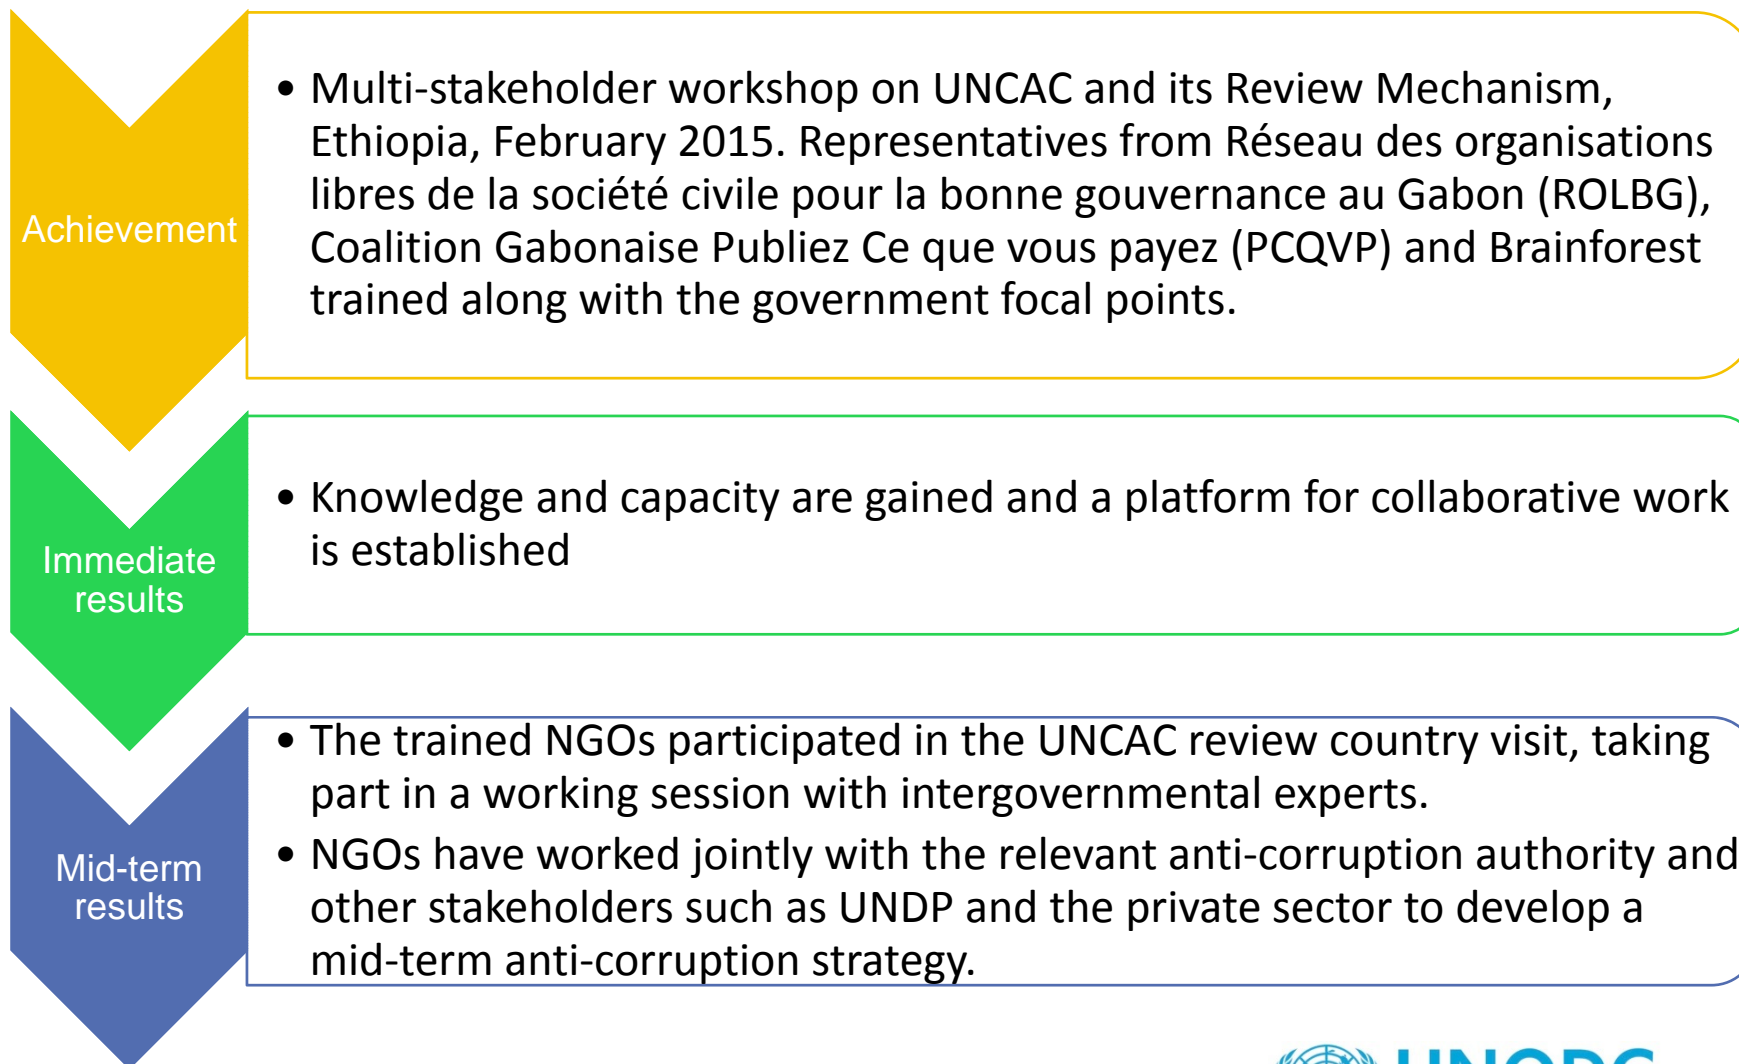 Achievement
• Multi-stakeholder workshop on UNCAC and its Review Mechanism,
Ethiopia, February 2015. Representatives from Réseau des organisations
libres de la société civile pour la bonne gouvernance au Gabon (ROLBG),
Coalition Gabonaise Publiez Ce que vous payez (PCQVP) and Brainforest
trained along with the government focal points.
Immediate
results
• Knowledge and capacity are gained and a platform for collaborative work
is established
Mid-term
results
• The trained NGOs participated in the UNCAC review country visit, taking
part in a working session with intergovernmental experts.
• NGOs have worked jointly with the relevant anti-corruption authority and
other stakeholders such as UNDP and the private sector to develop a
mid-term anti-corruption strategy.
UNODC